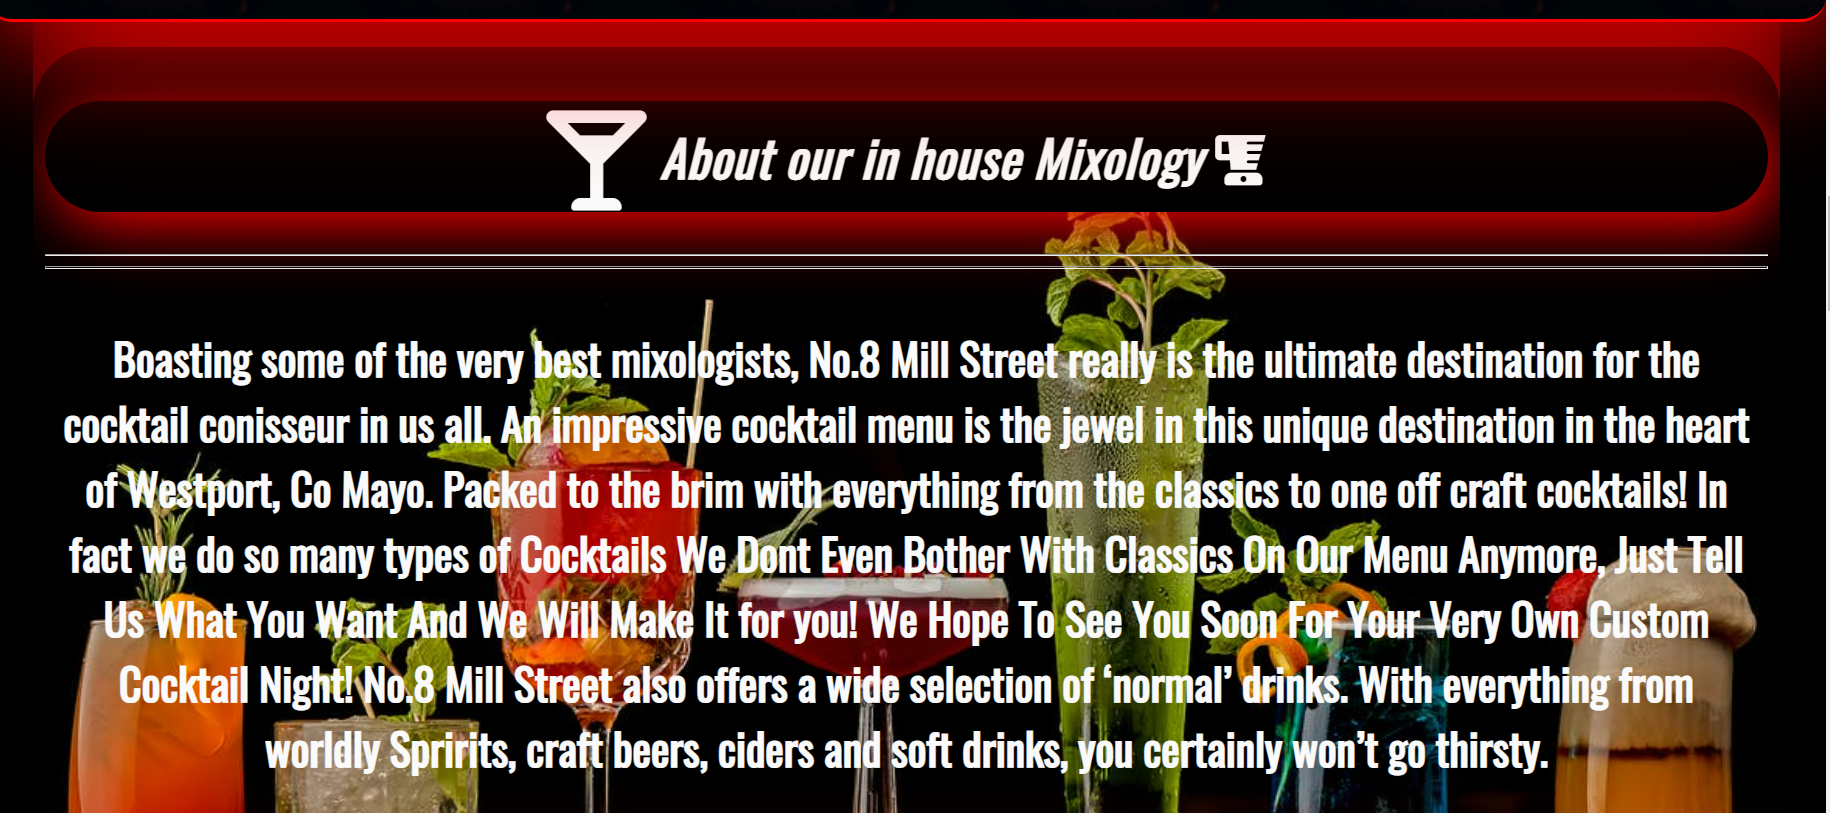 About our in house Mixology
Boasting some of the very best mixologists, No.8 Mill Street really is the ultimate destination for the
cocktail conisseur in us all. An impressive cocktail menu is the jewel in this unique destination in the heart
of Westport, Co Mayo. Packed to the brim with everything from the classics to one off craft cocktails! In
fact we do so many types of Cocktails We Dont Even Bother With Classics On Our Menu Anymore, Just Tell
Us What You Want And We Will Make It for you! We Hope To See You Soon For Your Very Own Custom
Cocktail Night! No.8 Mill Street also offers a wide selection of ‘normal’ drinks. With everything from
worldly Spririts, craft beers, ciders and soft drinks, you certainly won’t go thirsty.